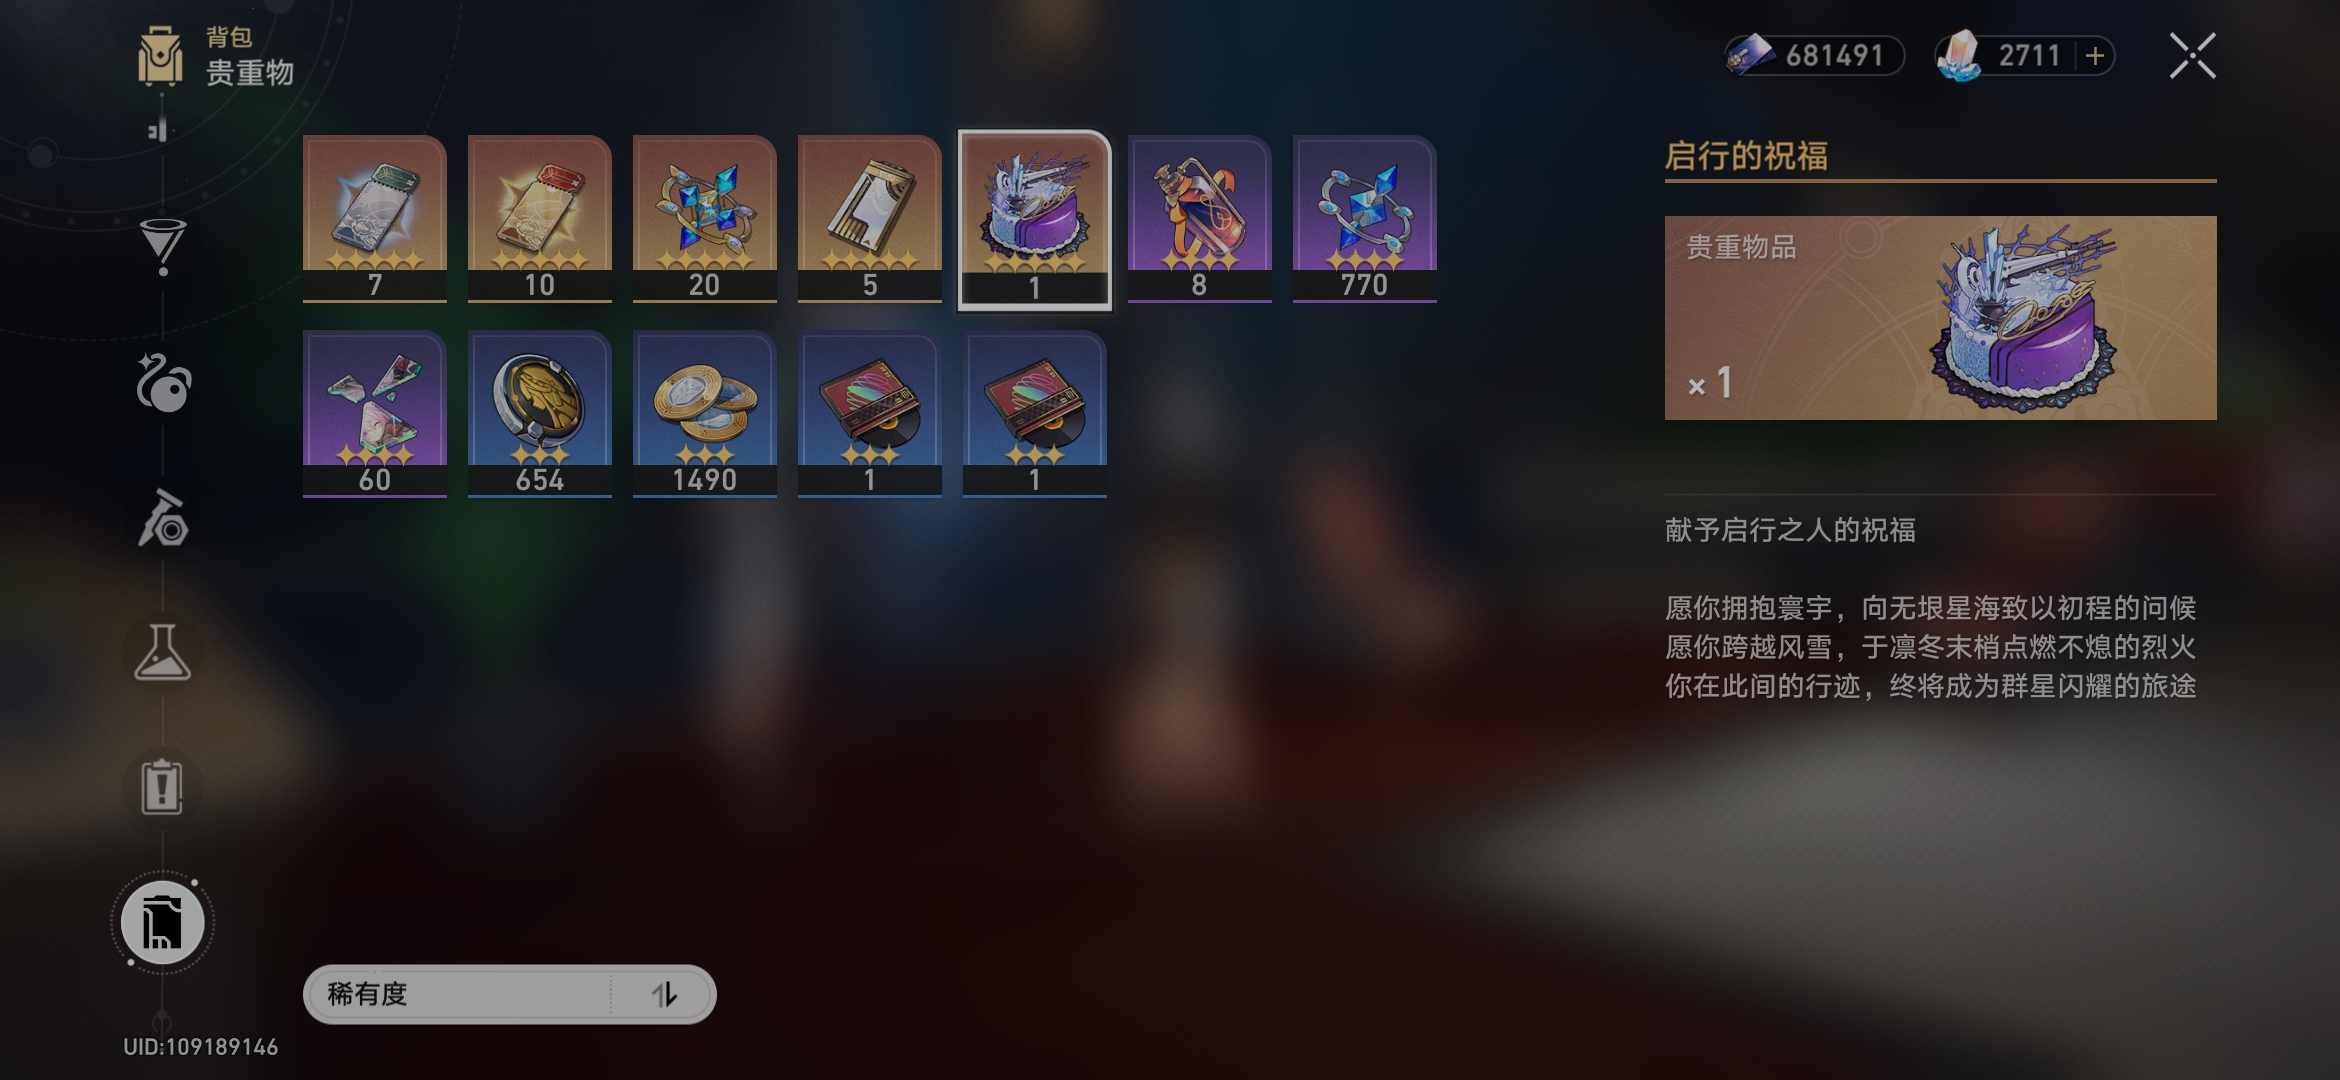 背包
贵重物
681491
2711
启行的祝福
贵重物品
× 1
7
10
20
5
1
8
770
60
654
1490
1
1
献予启行之人的祝福
愿你拥抱寰宇，向无垠星海致以初程的问候
愿你跨越风雪，于凛冬末梢点燃不熄的烈火
你在此间的行迹，终将成为群星闪耀的旅途
稀有度
UID:109189146